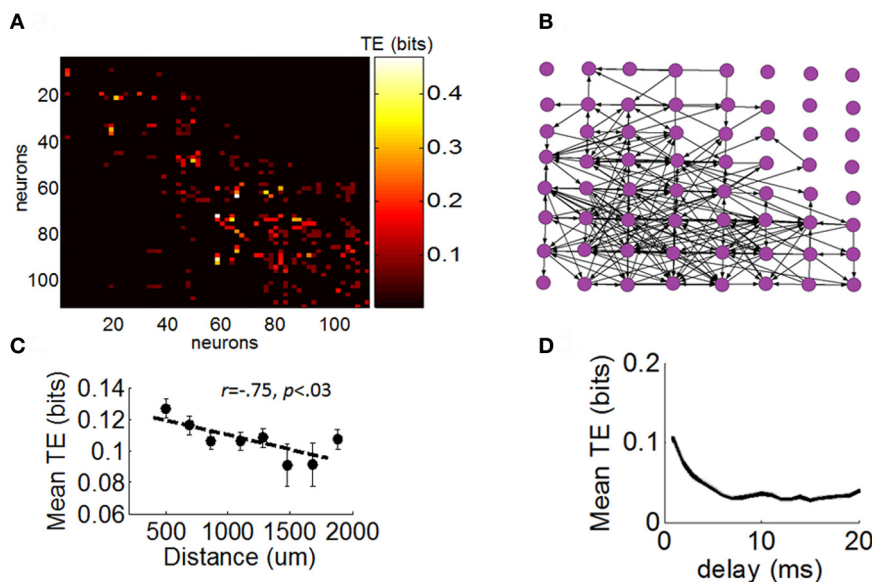 A
TE (bits)
neurons
20
40
60
80
100
20 40 60 80 100
neurons
0.4
0.3
0.2
0.1
B
C
r=-.75, p<.03
Mean TE (bits)
0.14
0.12
0.1
0.08
0.06
500 1000 1500 2000
Distance (um)
D
Mean TE (bits)
0.2
0.1
0
0 10 20
delay (ms)